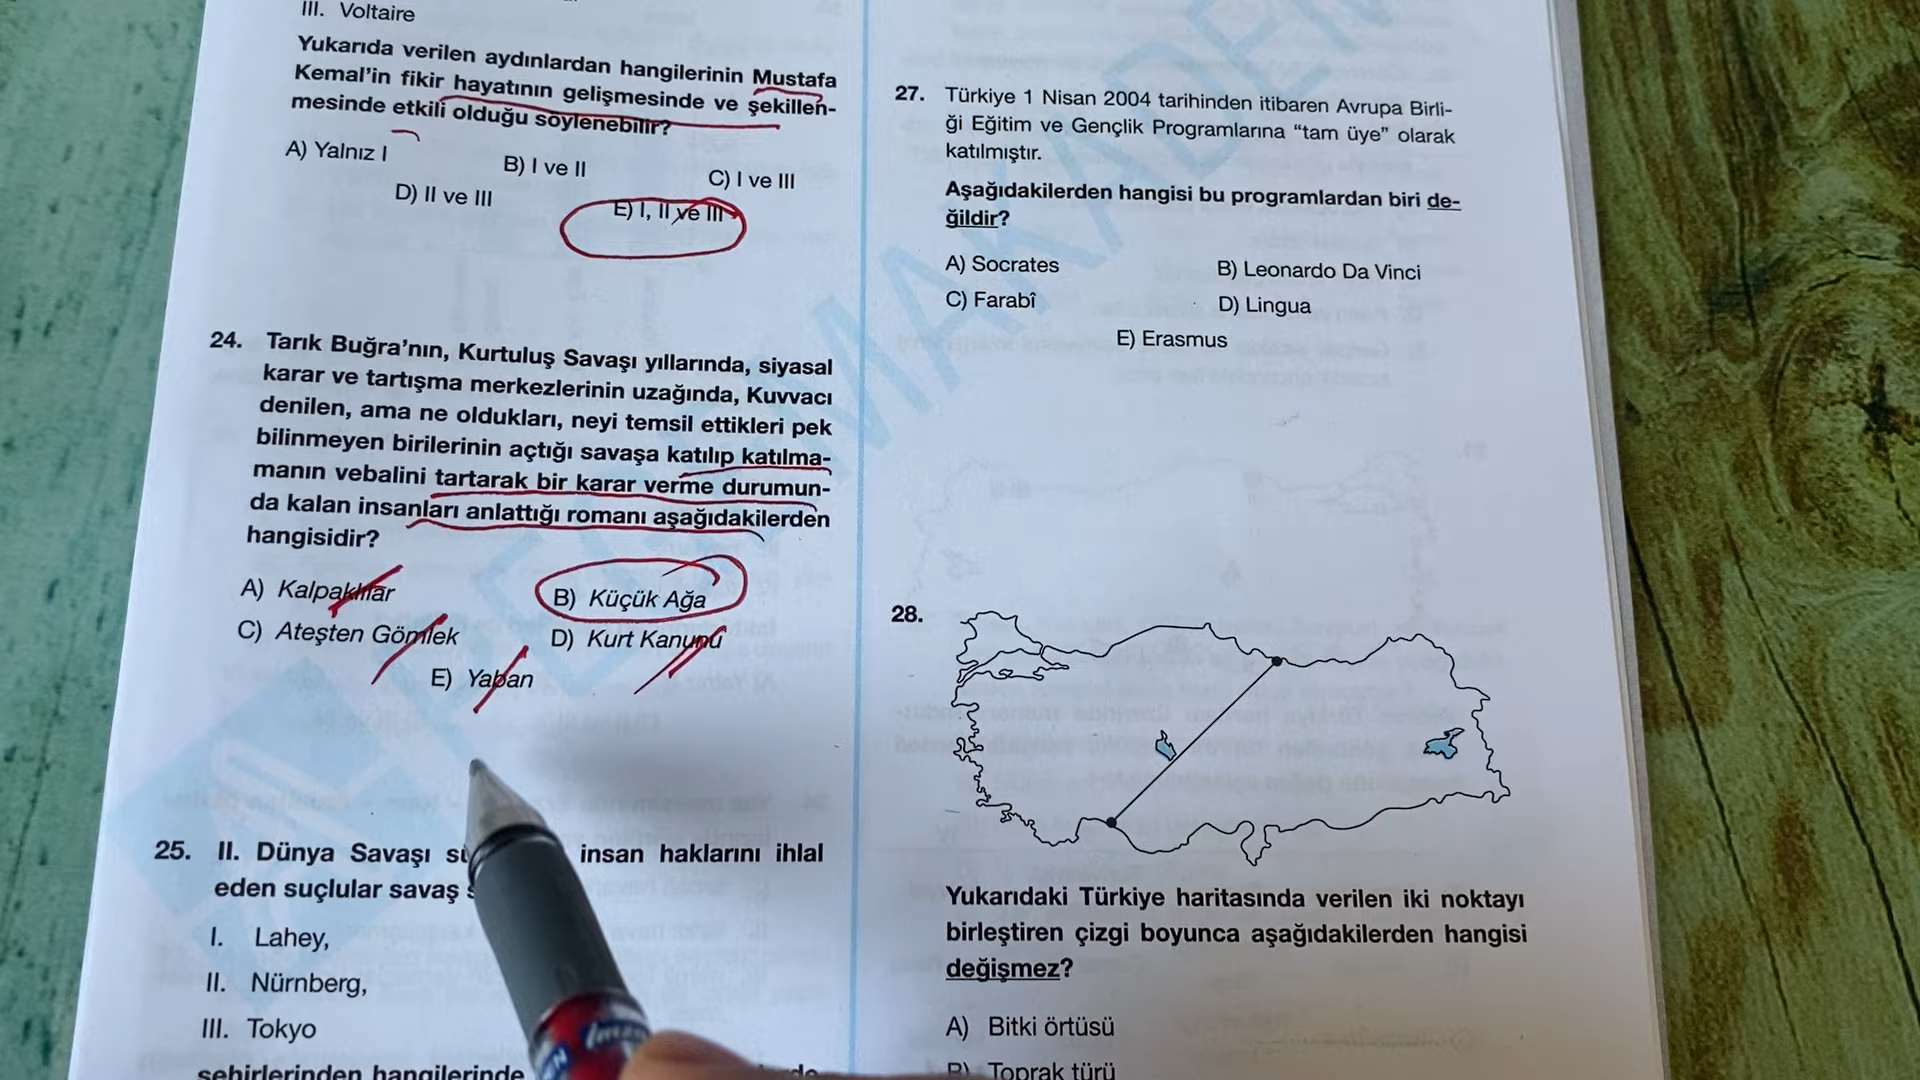 III. Voltaire
Yukarıda verilen aydınlardan hangilerinin Mustafa
Kemal'in fikir hayatının gelişmesinde ve şekillen-
mesinde etkili olduğu söylenebilir?
A) Yalnız I
B) I ve II
C) I ve III
D) II ve III
E) I, II ve III
24. Tarık Buğra'nın, Kurtuluş Savaşı yıllarında, siyasal
karar ve tartışma merkezlerinin uzağında, Kuvvacı
denilen, ama ne oldukları, neyi temsil ettikleri pek
bilinmeyen birilerinin açtığı savaşa katılıp katılma-
manın vebalini tartarak bir karar verme durumun-
da kalan insanları anlattığı romanı aşağıdakilerden
hangisidir?
A) Kalpaklılar
B) Küçük Ağa
C) Ateşten Gömlek
D) Kurt Kanunu
E) Yaban
25. II. Dünya Savaşı insan haklarını ihlal
eden suçlular savaş
I. Lahey,
II. Nürnberg,
III. Tokyo
şehirlerinden hangilerinde
27. Türkiye 1 Nisan 2004 tarihinden itibaren Avrupa Birli-
ği Eğitim ve Gençlik Programlarına "tam üye" olarak
katılmıştır.
Aşağıdakilerden hangisi bu programlardan biri de-
ğildir?
A) Socrates
B) Leonardo Da Vinci
C) Farabî
D) Lingua
E) Erasmus
28.
Yukarıdaki Türkiye haritasında verilen iki noktayı
birleştiren çizgi boyunca aşağıdakilerden hangisi
değişmez?
A) Bitki örtüsü
B) Toprak türü